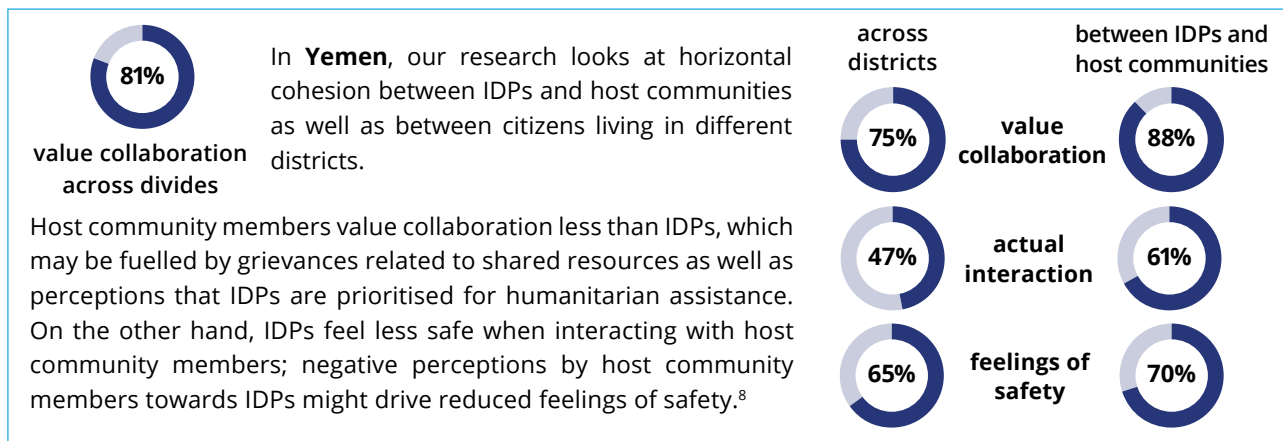 81%
value collaboration
across divides
In Yemen, our research looks at horizontal
cohesion between IDPs and host communities
as well as between citizens living in different
districts.
Host community members value collaboration less than IDPs, which
may be fuelled by grievances related to shared resources as well as
perceptions that IDPs are prioritised for humanitarian assistance.
On the other hand, IDPs feel less safe when interacting with host
community members; negative perceptions by host community
members towards IDPs might drive reduced feelings of safety.⁸
across
districts
between IDPs and
host communities
75%
value
collaboration
88%
47%
actual
interaction
61%
65%
feelings of
safety
70%